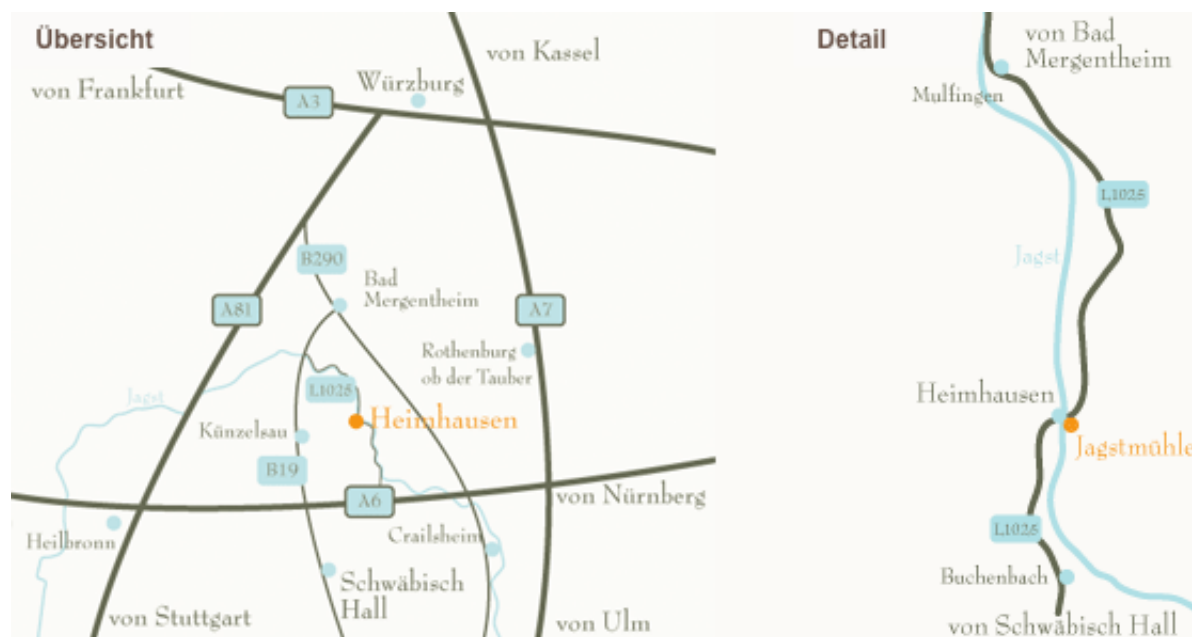 Übersicht
von Kassel
von Frankfurt
Würzburg
A3
B290
Bad
Mergentheim
A81
A7
Rothenburg
ob der Tauber
Jagst
L1025
Heimhausen
Künzelsau
B19
A6
von Nürnberg
Heilbronn
Crailsheim
Schwäbisch
Hall
von Stuttgart
von Ulm
Detail
von Bad
Mergentheim
Mulfingen
L1025
Jagst
Heimhausen
Jagstmühle
L1025
Buchenbach
von Schwäbisch Hall